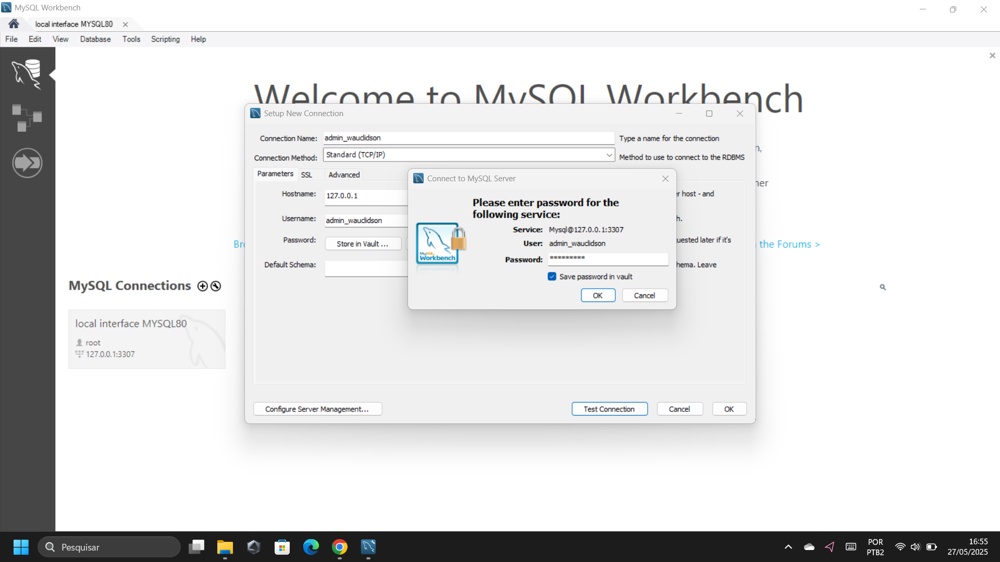 MySQL Workbench
local interface MYSQL80
File Edit View Database Tools Scripting Help
Welcome to MySQL Workbench
Setup New Connection
Connection Name: admin_wauclidson Type a name for the connection
Connection Method: Standard (TCP/IP) Method to use to connect to the RDBMS
Parameters SSL Advanced
Hostname: 127.0.0.1
r host - and
Username: admin_wauclidson
h.
Password: Store in Vault ...
uested later if it's
Default Schema:
hema. Leave
Connect to MySQL Server
Please enter password for the
following service:
Service: Mysql@127.0.0.1:3307
User: admin_wauclidson
Password: *********
Save password in vault
OK Cancel
MySQL
Workbench
n,
ner
Br
the Forums >
MySQL Connections
local interface MYSQL80
root
127.0.0.1:3307
Configure Server Management... Test Connection Cancel OK
Pesquisar
POR
PTB2
16:55
27/05/2025